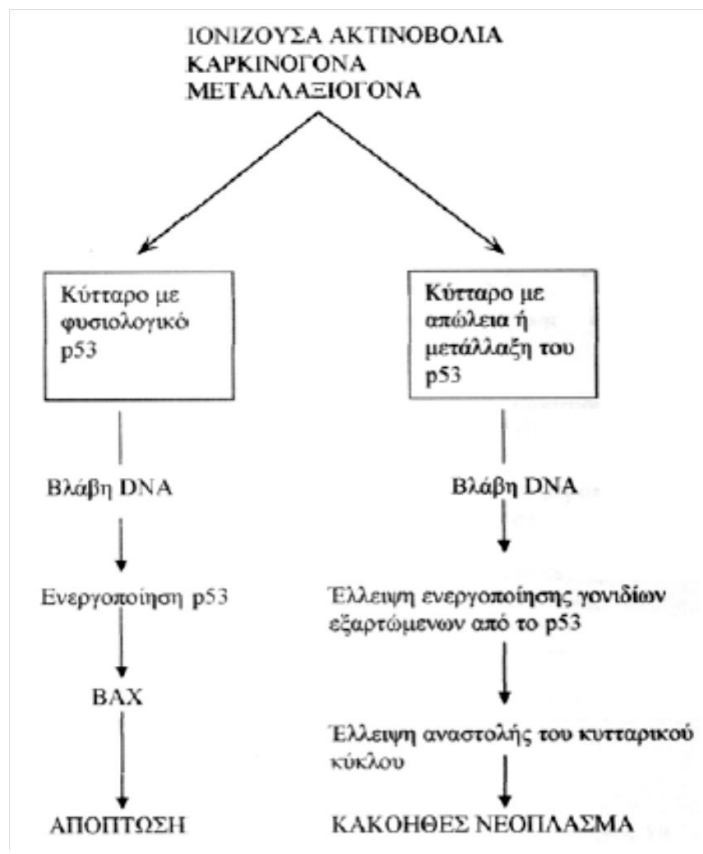 ΙΟΝΙΖΟΥΣΑ ΑΚΤΙΝΟΒΟΛΙΑ
ΚΑΡΚΙΝΟΓΟΝΑ
ΜΕΤΑΛΛΑΞΙΟΓΟΝΑ
Κύτταρο με
φυσιολογικό
p53
Βλάβη DNA
Ενεργοποίηση p53
BAX
ΑΠΟΠΤΩΣΗ
Κύτταρο με
απώλεια ή
μετάλλαξη του
p53
Βλάβη DNA
Έλλειψη ενεργοποίησης γονιδίων
εξαρτώμενων από το p53
Έλλειψη αναστολής του κυτταρικού
κύκλου
ΚΑΚΟΗΘΕΣ ΝΕΟΠΛΑΣΜΑ